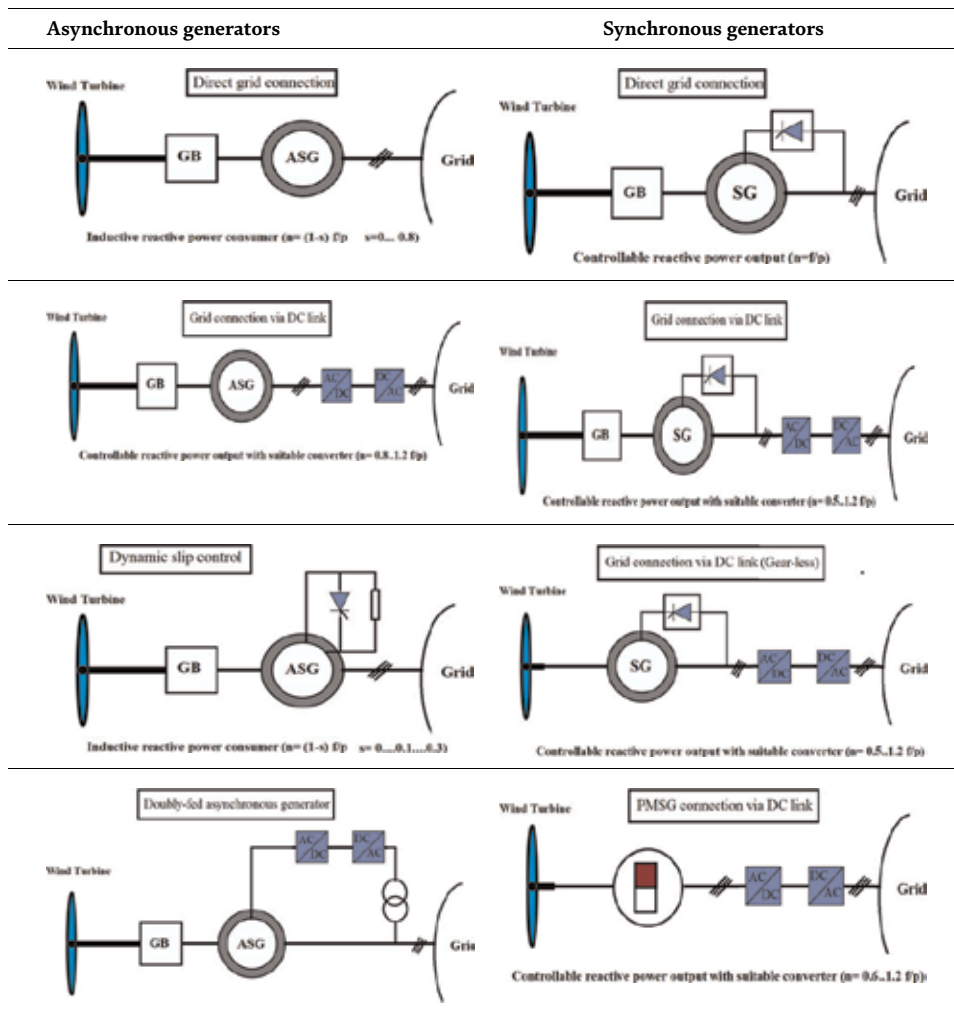 Asynchronous generators
Synchronous generators
Direct grid connection
Wind Turbine
GB
ASG
Grid
Inductive reactive power consumer (n= (1-s) f/p s=0... 0.8)
Direct grid connection
Wind Turbine
GB
SG
Grid
Controllable reactive power output (n=f/p)
Grid connection via DC link
Wind Turbine
GB
ASG
AC
DC
DC
AC
Grid
Controllable reactive power output with suitable converter (n= 0.8..1.2 f/p)
Grid connection via DC link
Wind Turbine
GB
SG
AC
DC
DC
AC
Grid
Controllable reactive power output with suitable converter (n= 0.5..1.2 f/p)
Dynamic slip control
Wind Turbine
GB
ASG
Grid
Inductive reactive power consumer (n= (1-s) f/p s= 0....0.1....0.3)
Grid connection via DC link (Gear-less)
Wind Turbine
SG
AC
DC
DC
AC
Grid
Controllable reactive power output with suitable converter (n= 0.5..1.2 f/p)
Doubly-fed asynchronous generator
AC
DC
DC
AC
Wind Turbine
GB
ASG
Gri
PMSG connection via DC link
Wind Turbine
AC
DC
DC
AC
Grid
Controllable reactive power output with suitable converter (n= 0.6..1.2 f/p)